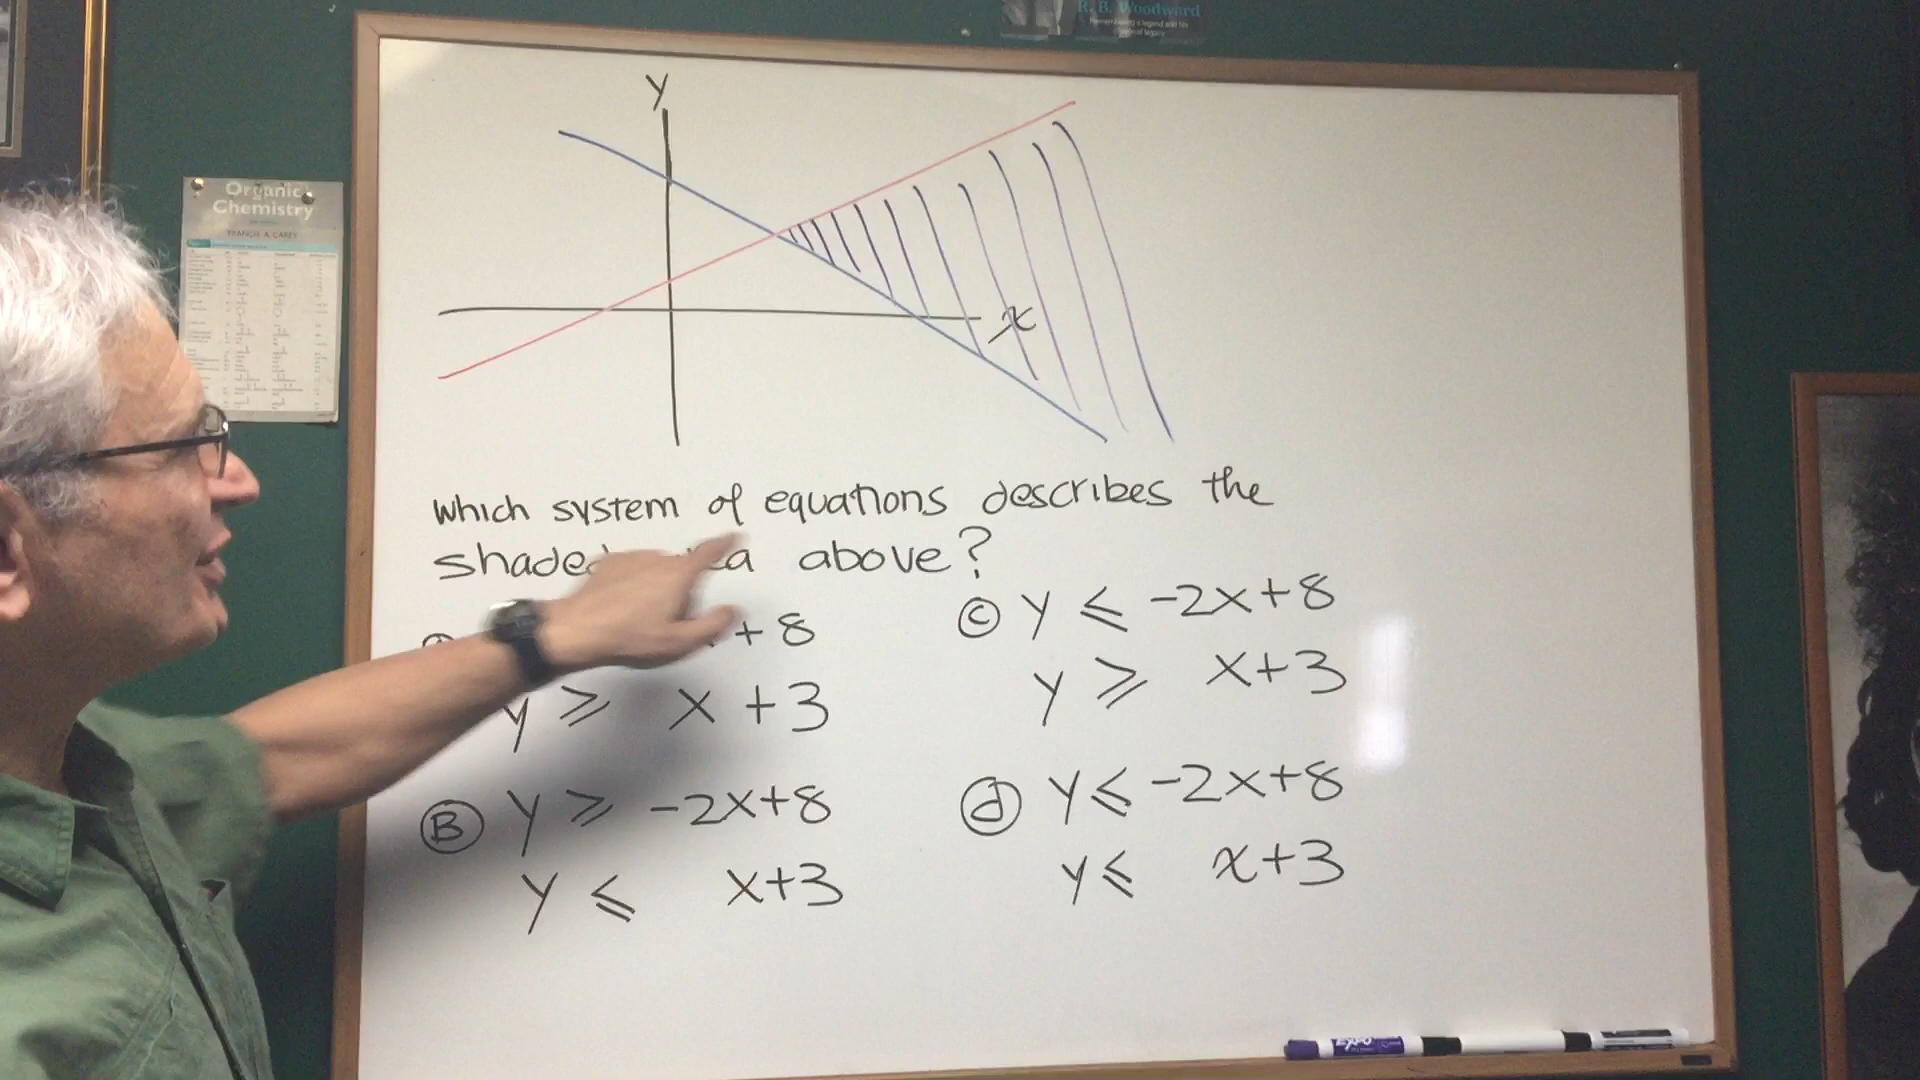 R. B. Woodward
Organic
Chemistry
FRANCIS A. CAREY
y
x
Which system of equations describes the
shaded area above?
+ 8
y ⩾ x + 3
Ⓑ y ⩾ -2x+8
y ⩽ x+3
Ⓒ y ⩽ -2x+8
y ⩾ x+3
ⓓ y ⩽ -2x+8
y ⩽ x+3
EXPO